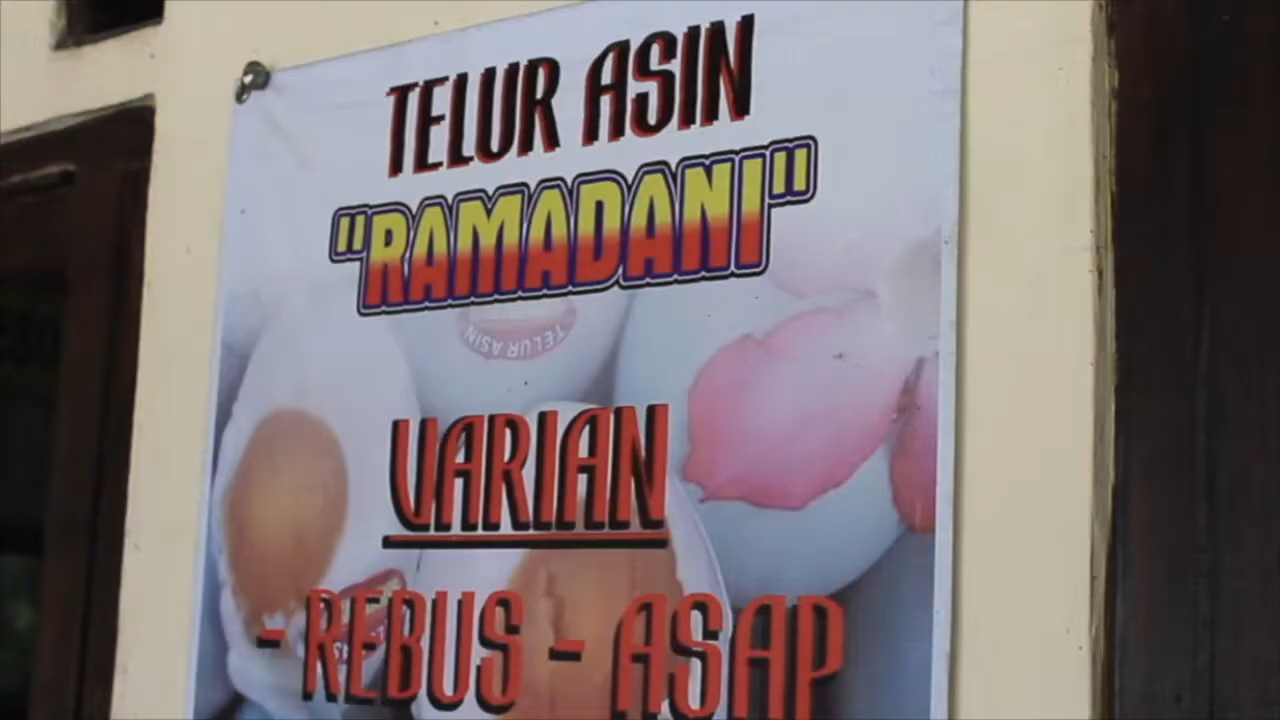 TELUR ASIN
"RAMADANI"
TELUR ASIN
VARIAN
- REBUS - ASAP